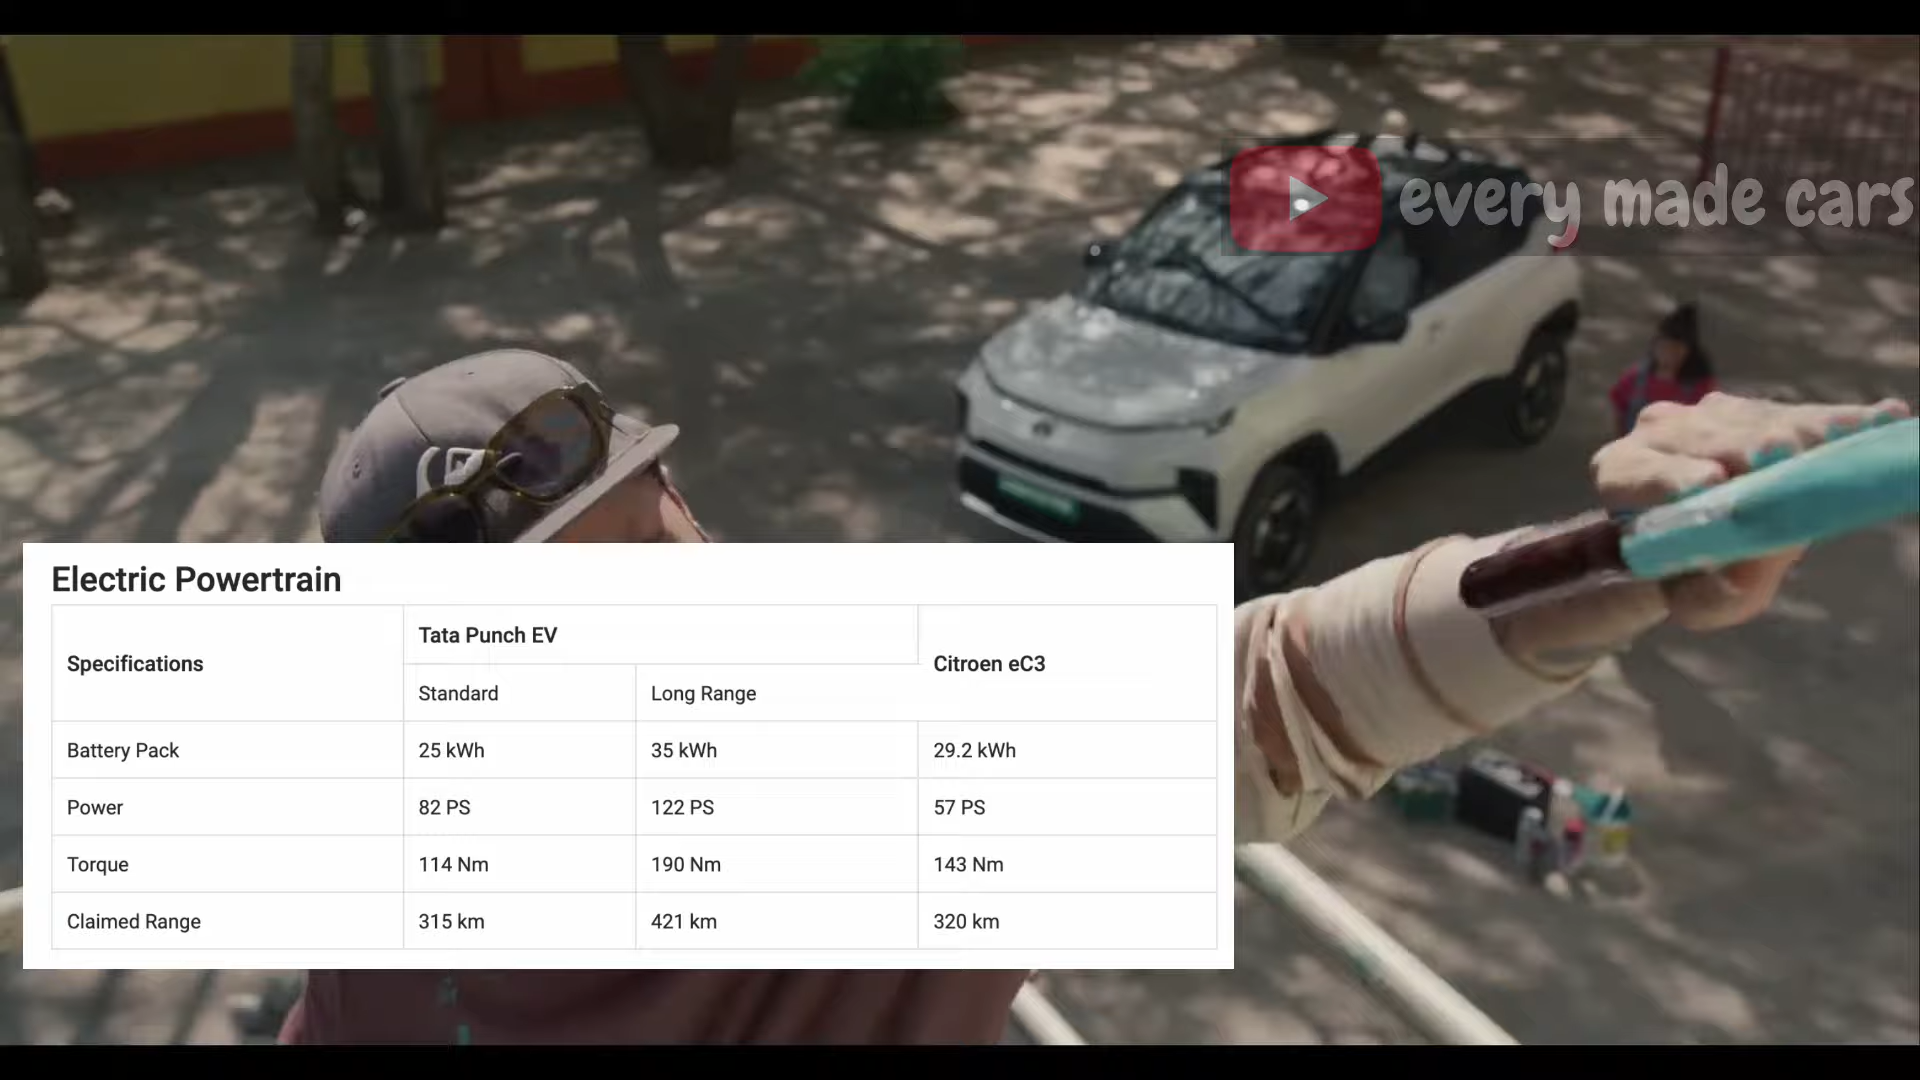 every made cars
Electric Powertrain
Specifications Tata Punch EV Citroen eC3
Standard Long Range
Battery Pack 25 kWh 35 kWh 29.2 kWh
Power 82 PS 122 PS 57 PS
Torque 114 Nm 190 Nm 143 Nm
Claimed Range 315 km 421 km 320 km